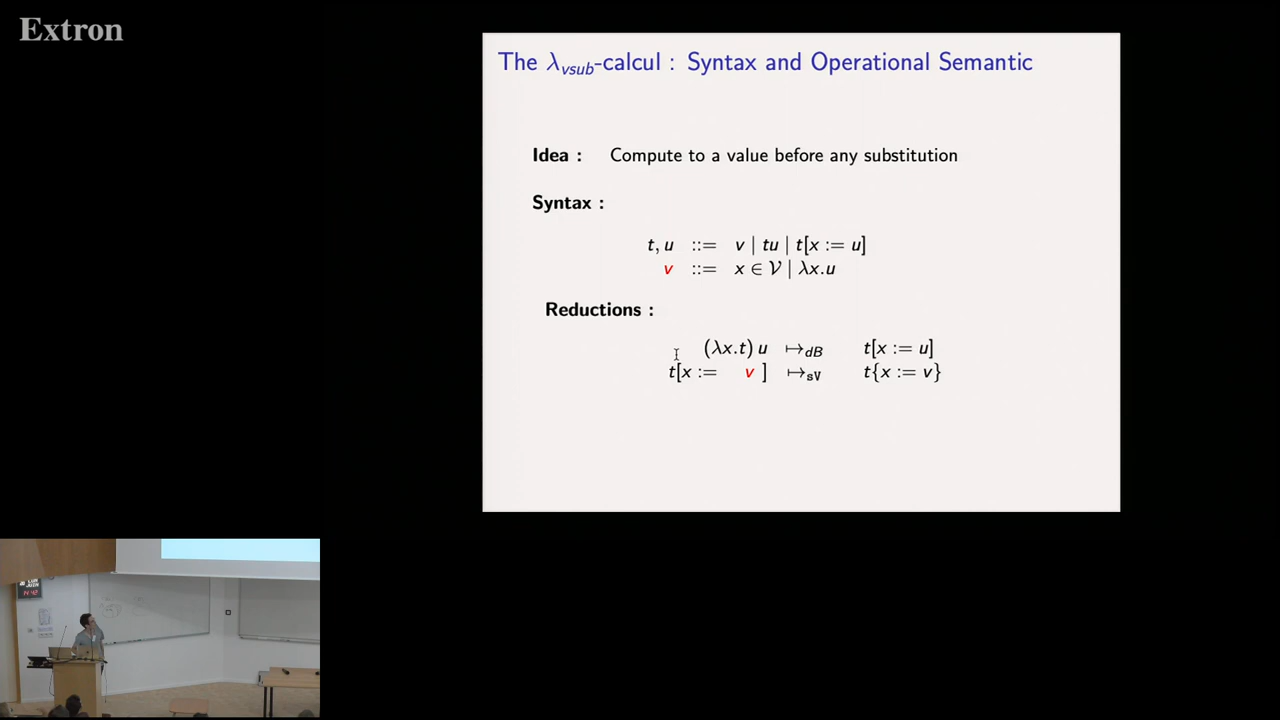 Extron
The λvsub-calcul : Syntax and Operational Semantic
Idea : Compute to a value before any substitution
Syntax :
t, u ::= v | tu | t[x := u]
v ::= x ∈ 𝒱 | λx.u
Reductions :
(λx.t) u ↦dB t[x := u]
t[x := v ] ↦sV t{x := v}